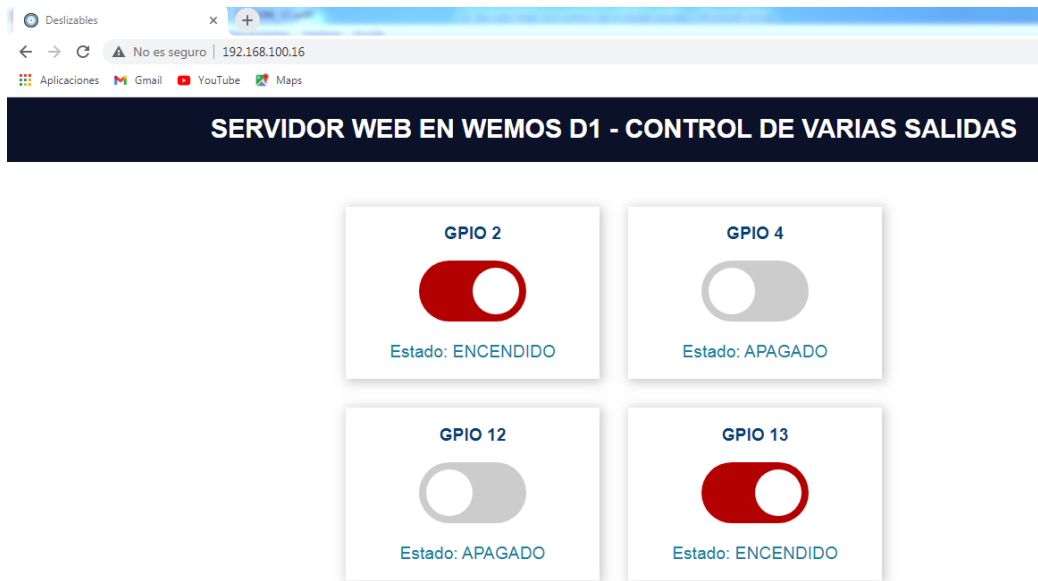 Deslizables
No es seguro | 192.168.100.16
Aplicaciones Gmail YouTube Maps
SERVIDOR WEB EN WEMOS D1 - CONTROL DE VARIAS SALIDAS
GPIO 2 GPIO 4
Estado: ENCENDIDO Estado: APAGADO
GPIO 12 GPIO 13
Estado: APAGADO Estado: ENCENDIDO